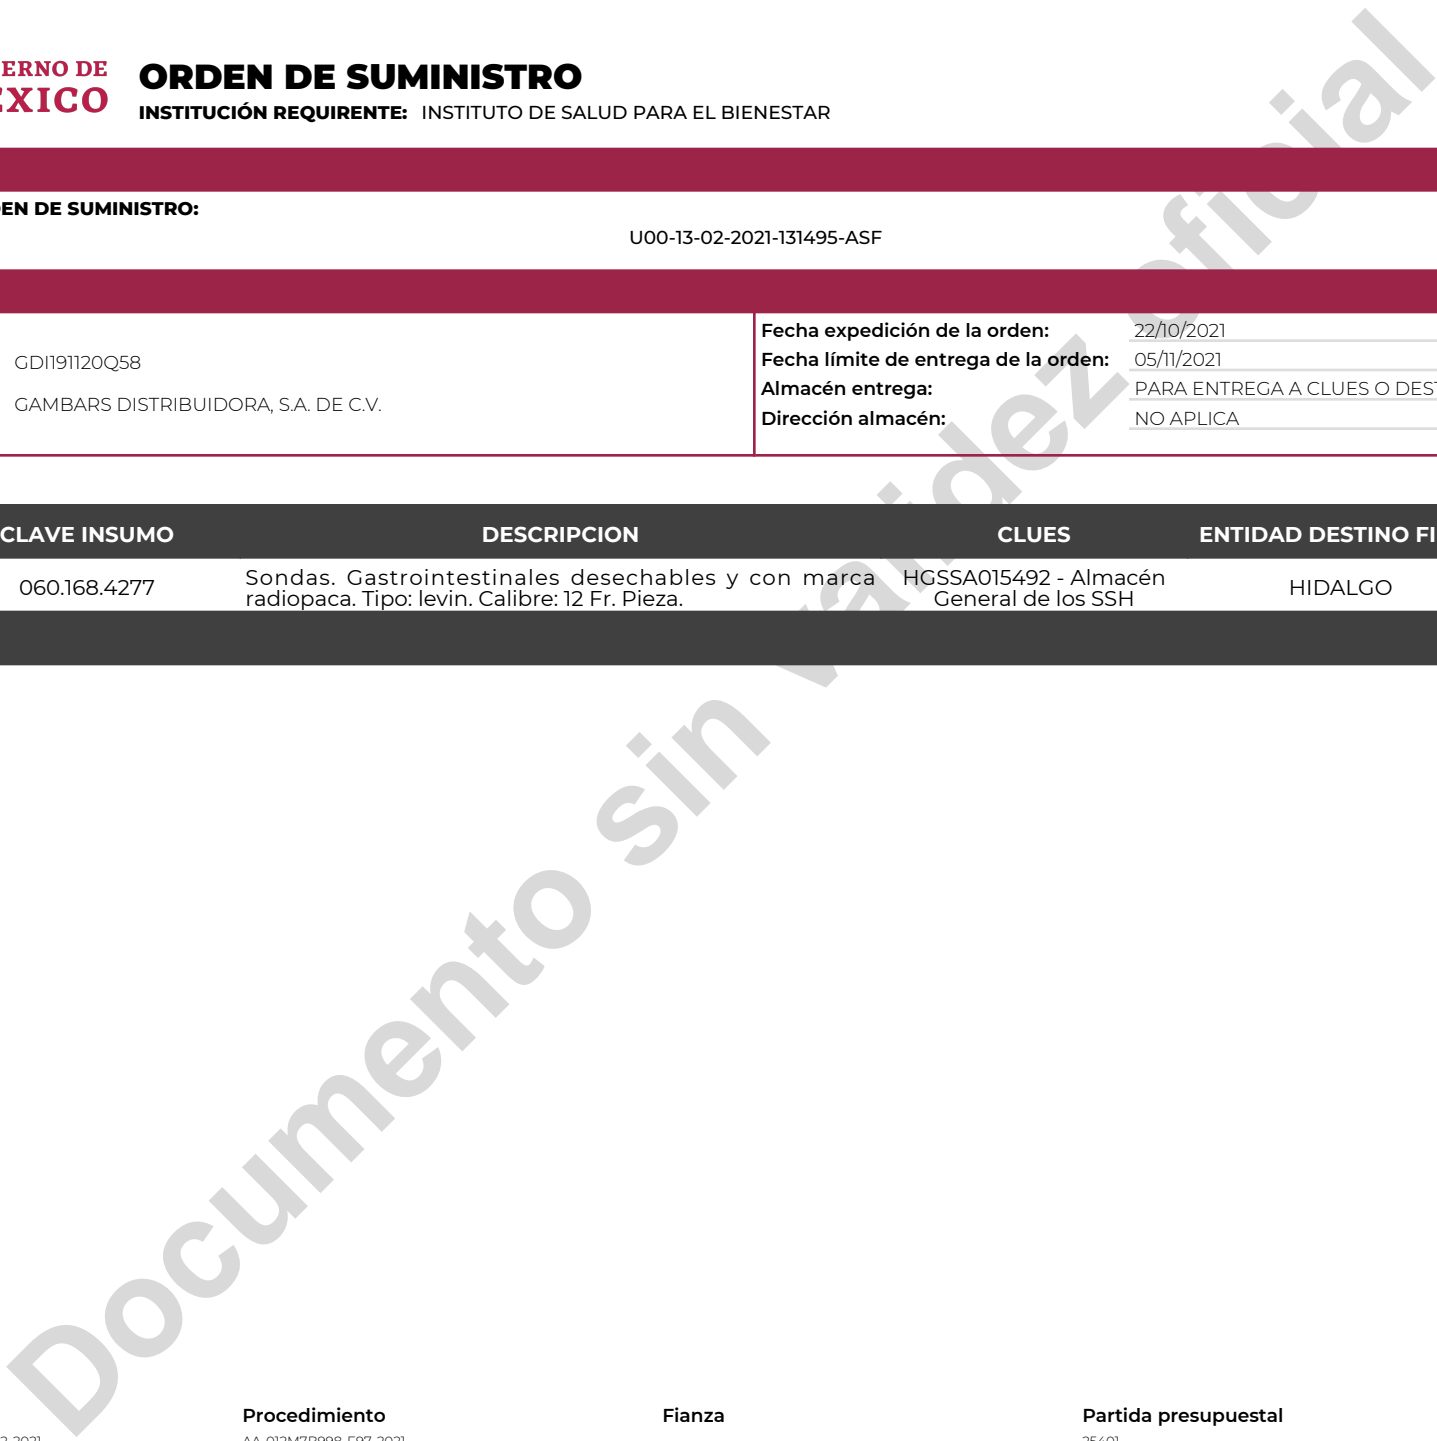 ERNO DE
ORDEN DE SUMINISTRO
XICO
INSTITUCIÓN REQUIRENTE: INSTITUTO DE SALUD PARA EL BIENESTAR
EN DE SUMINISTRO:
U00-13-02-2021-131495-ASF
GDI191120Q58
GAMBARS DISTRIBUIDORA, S.A. DE C.V.
Fecha expedición de la orden: 22/10/2021
Fecha límite de entrega de la orden: 05/11/2021
Almacén entrega: PARA ENTREGA A CLUES O DEST
Dirección almacén: NO APLICA
CLAVE INSUMO DESCRIPCION CLUES ENTIDAD DESTINO FI
060.168.4277
Sondas. Gastrointestinales desechables y con marca
radiopaca. Tipo: levin. Calibre: 12 Fr. Pieza.
HGSSA015492 - Almacén
General de los SSH
HIDALGO
Documento sin validez oficial
Procedimiento Fianza Partida presupuestal